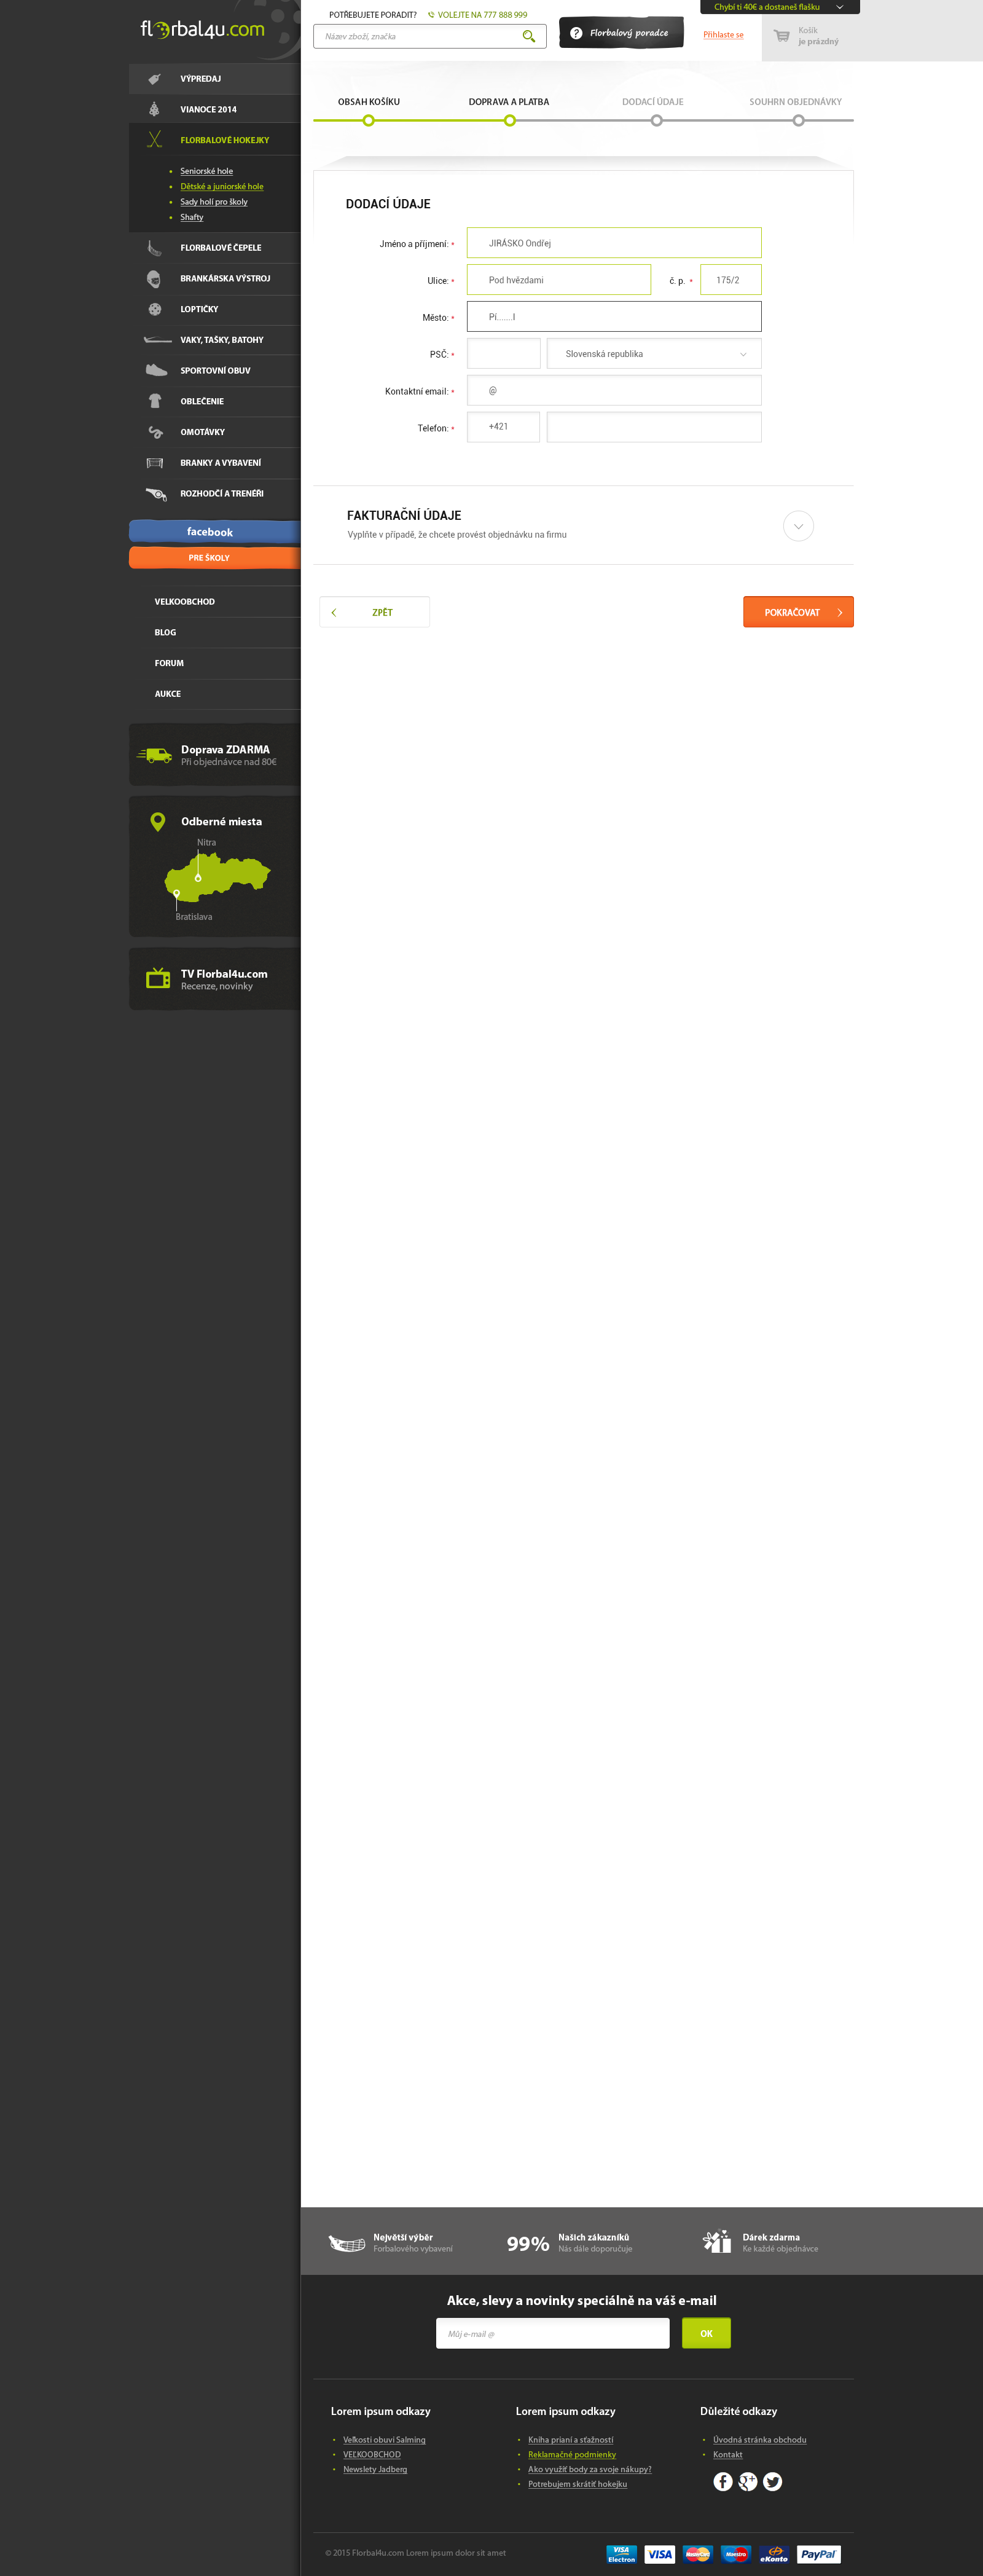 florbal4u.com
VÝPREDAJ
VIANOCE 2014
FLORBALOVÉ HOKEJKY
Seniorské hole
Dětské a juniorské hole
Sady holí pro školy
Shafty
FLORBALOVÉ ČEPELE
BRANKÁRSKA VÝSTROJ
LOPTIČKY
VAKY, TAŠKY, BATOHY
SPORTOVNÍ OBUV
OBLEČENIE
OMOTÁVKY
BRANKY A VYBAVENÍ
ROZHODČÍ A TRENÉŘI
facebook
PRE ŠKOLY
VELKOOBCHOD
BLOG
FORUM
AUKCE
Doprava ZDARMA
Při objednávce nad 80€
Odberné miesta
Nitra
Bratislava
TV Florbal4u.com
Recenze, novinky
POTŘEBUJETE PORADIT? VOLEJTE NA 777 888 999
Název zboží, značka
? Florbalový poradce
Přihlaste se
Chybí ti 40€ a dostaneš flašku
Košík
je prázdný
OBSAH KOŠÍKU DOPRAVA A PLATBA DODACÍ ÚDAJE SOUHRN OBJEDNÁVKY
DODACÍ ÚDAJE
Jméno a příjmení: * JIRÁSKO Ondřej
Ulice: * Pod hvězdami č. p. * 175/2
Město: * Pí.......I
PSČ: * Slovenská republika
Kontaktní email: * @
Telefon: * +421
FAKTURAČNÍ ÚDAJE
Vyplňte v případě, že chcete provést objednávku na firmu
ZPĚT
POKRAČOVAT
Největší výběr
Forbalového vybavení
99% Našich zákazníků
Nás dále doporučuje
Dárek zdarma
Ke každé objednávce
Akce, slevy a novinky speciálně na váš e-mail
Můj e-mail @
OK
Lorem ipsum odkazy
Veľkosti obuvi Salming
VEĽKOOBCHOD
Newslety Jadberg
Lorem ipsum odkazy
Kniha prianí a sťažností
Reklamačné podmienky
Ako využiť body za svoje nákupy?
Potrebujem skrátiť hokejku
Důležité odkazy
Úvodná stránka obchodu
Kontakt
© 2015 Florbal4u.com Lorem ipsum dolor sit amet
VISA Electron VISA MasterCard Maestro eKonto PayPal